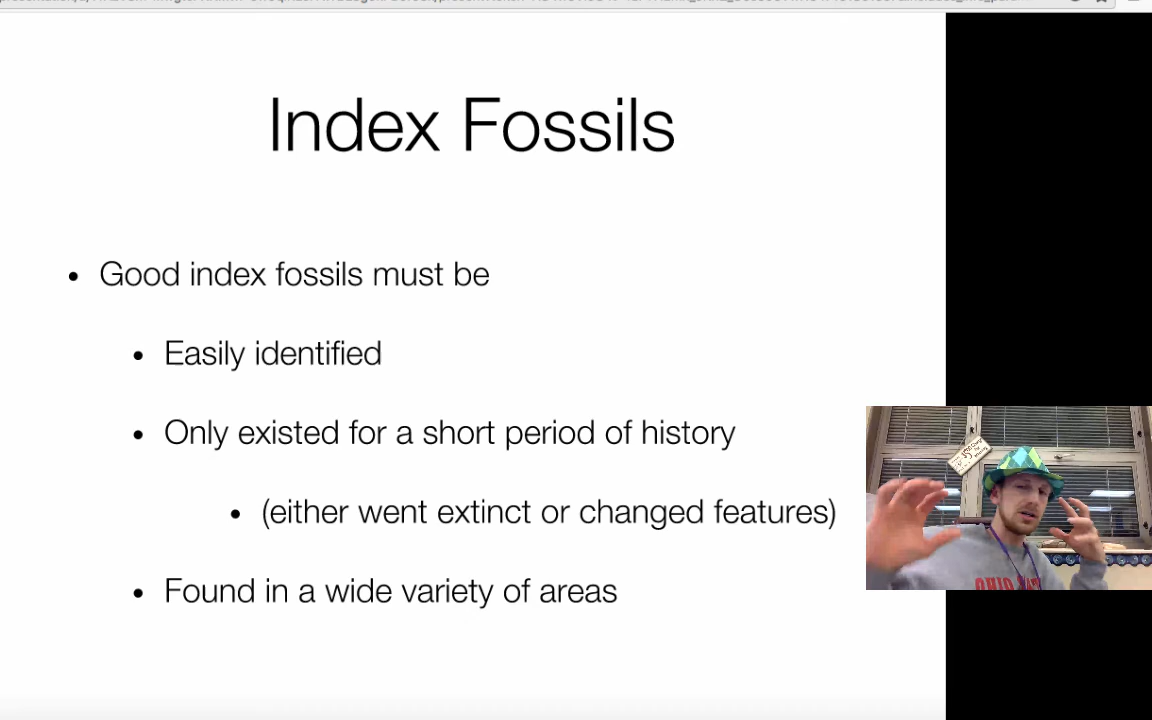 Index Fossils
• Good index fossils must be
• Easily identified
• Only existed for a short period of history
• (either went extinct or changed features)
• Found in a wide variety of areas
OHIO